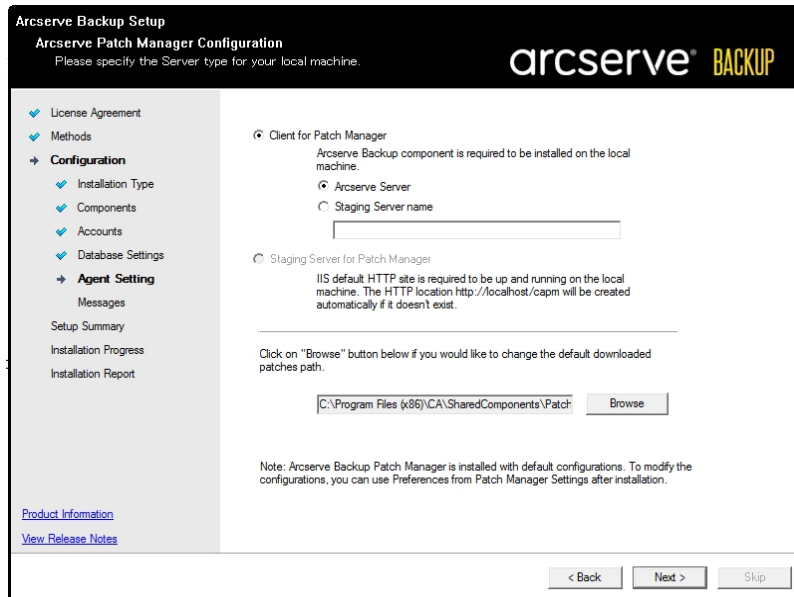 Arcserve Backup Setup
Arcserve Patch Manager Configuration
Please specify the Server type for your local machine.
arcserve® BACKUP
License Agreement
Methods
Configuration
Installation Type
Components
Accounts
Database Settings
Agent Setting
Messages
Setup Summary
Installation Progress
Installation Report
Product Information
View Release Notes
Client for Patch Manager
Arcserve Backup component is required to be installed on the local
machine.
Arcserve Server
Staging Server name
Staging Server for Patch Manager
IIS default HTTP site is required to be up and running on the local
machine. The HTTP location http://localhost/capm will be created
automatically if it doesn't exist.
Click on "Browse" button below if you would like to change the default downloaded
patches path.
C:\Program Files (x86)\CA\SharedComponents\Patch
Browse
Note: Arcserve Backup Patch Manager is installed with default configurations. To modify the
configurations, you can use Preferences from Patch Manager Settings after installation.
< Back
Next >
Skip